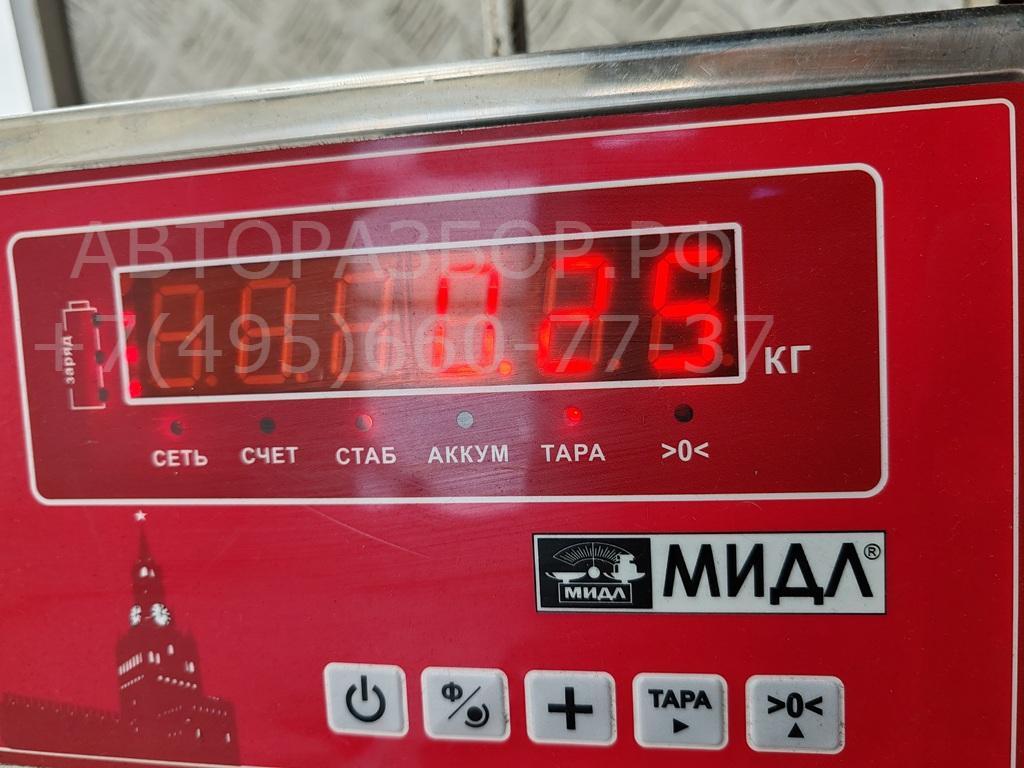 АВТОРАЗБОР.РФ
+7(495)660-77-37
заряд
0.25
КГ
СЕТЬ СЧЕТ СТАБ АККУМ ТАРА >0<
МИДЛ МИДЛ®
Ф ТАРА >0<